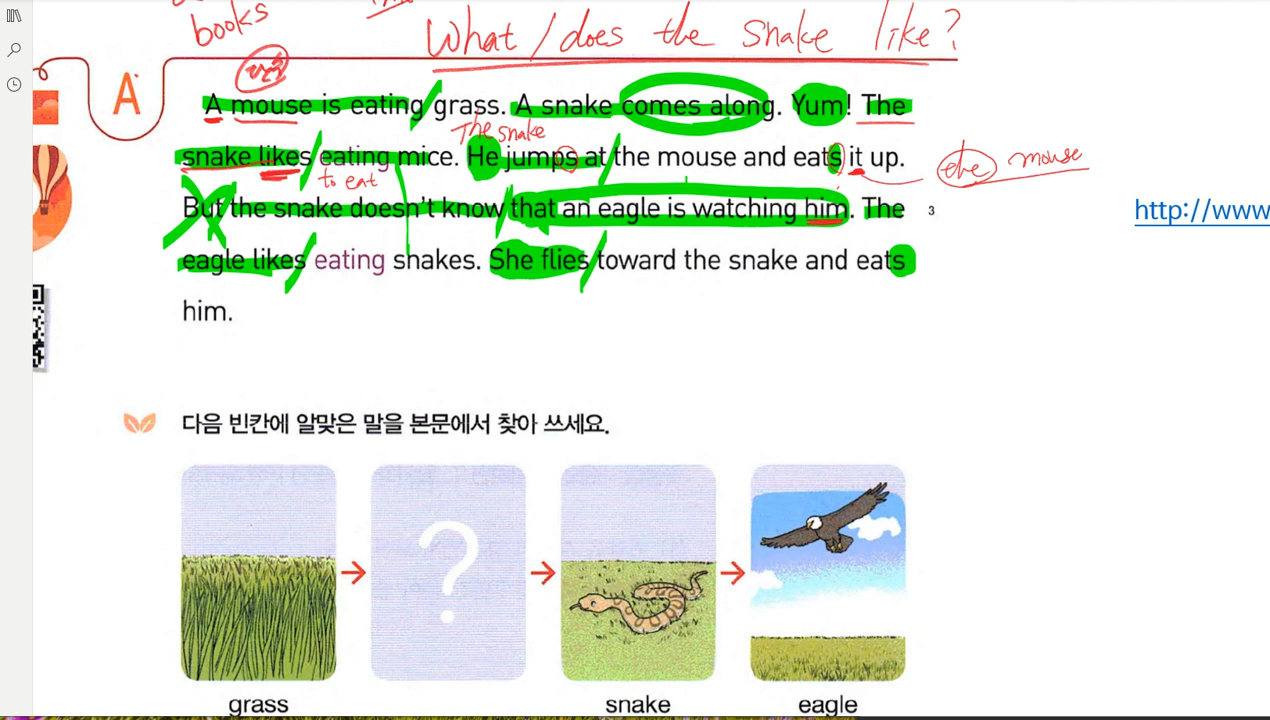 books
What / does the snake like?
A
A mouse is eating grass. A snake comes along. Yum! The
The snake
snake likes eating mice. He jumps at the mouse and eats it up.
the mouse
to eat
But the snake doesn't know that an eagle is watching him. The
3
http://www
eagle likes eating snakes. She flies toward the snake and eats
him.
다음 빈칸에 알맞은 말을 본문에서 찾아 쓰세요.
?
grass
snake
eagle